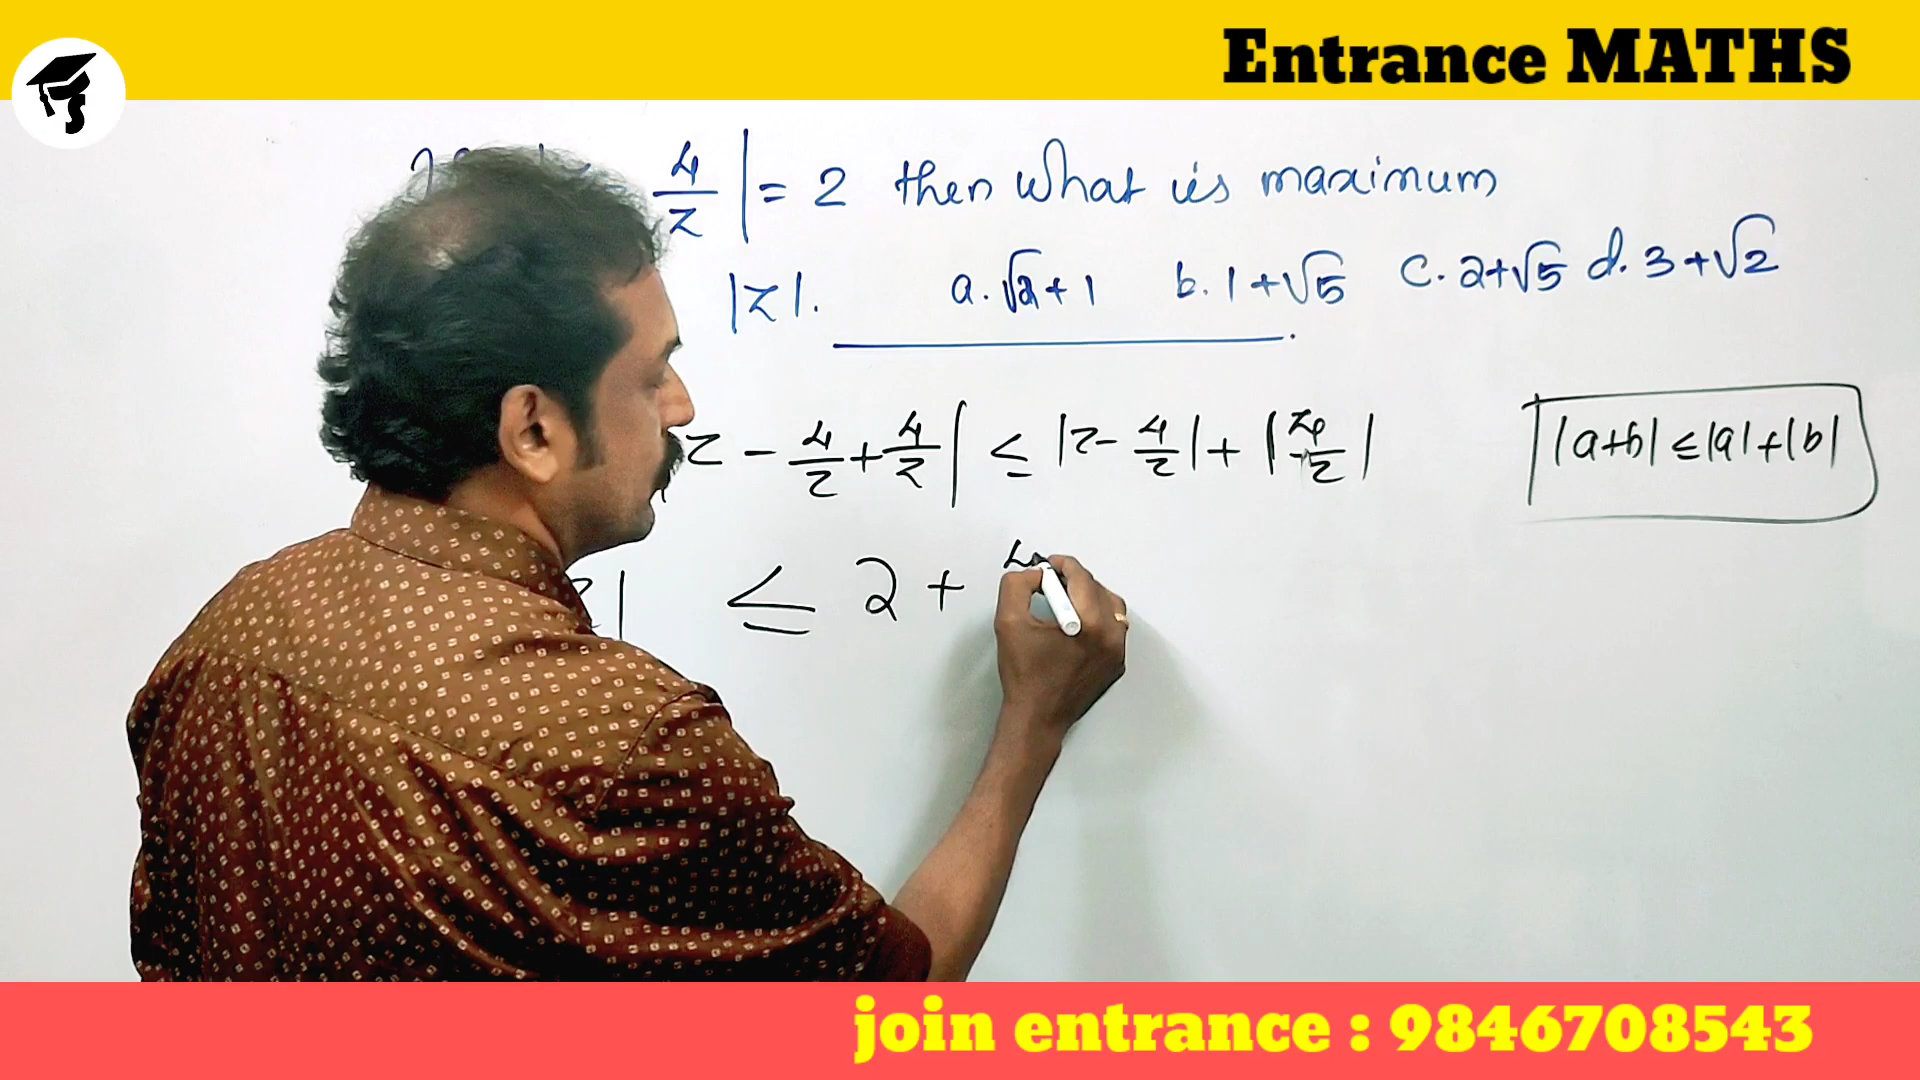 Entrance MATHS
4/z | = 2 then what is maximum
|z|. a. √2+1 b. 1+√5 c. 2+√5 d. 3+√2
z - 4/z + 4/z | ≤ |z - 4/z| + |4/z|
|a+b| ≤ |a|+|b|
| ≤ 2 + 4
join entrance : 9846708543